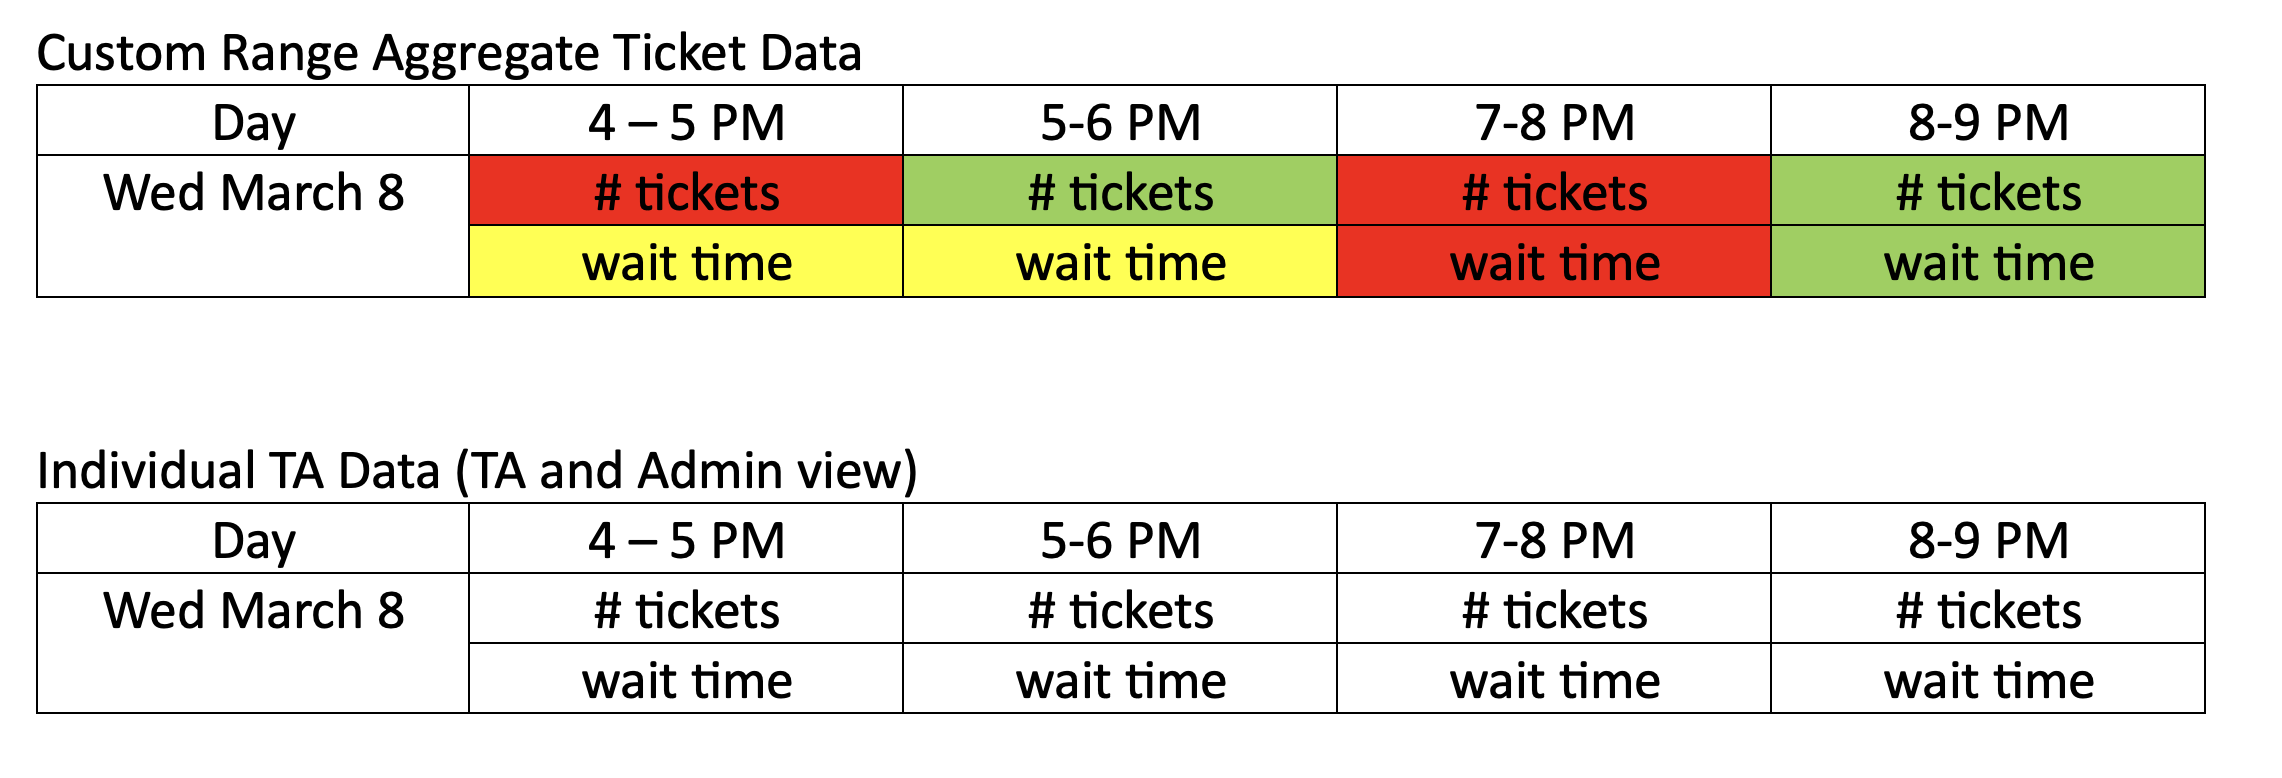 Custom Range Aggregate Ticket Data
Day 4 – 5 PM 5-6 PM 7-8 PM 8-9 PM
Wed March 8 # tickets # tickets # tickets # tickets
wait time wait time wait time wait time
Individual TA Data (TA and Admin view)
Day 4 – 5 PM 5-6 PM 7-8 PM 8-9 PM
Wed March 8 # tickets # tickets # tickets # tickets
wait time wait time wait time wait time